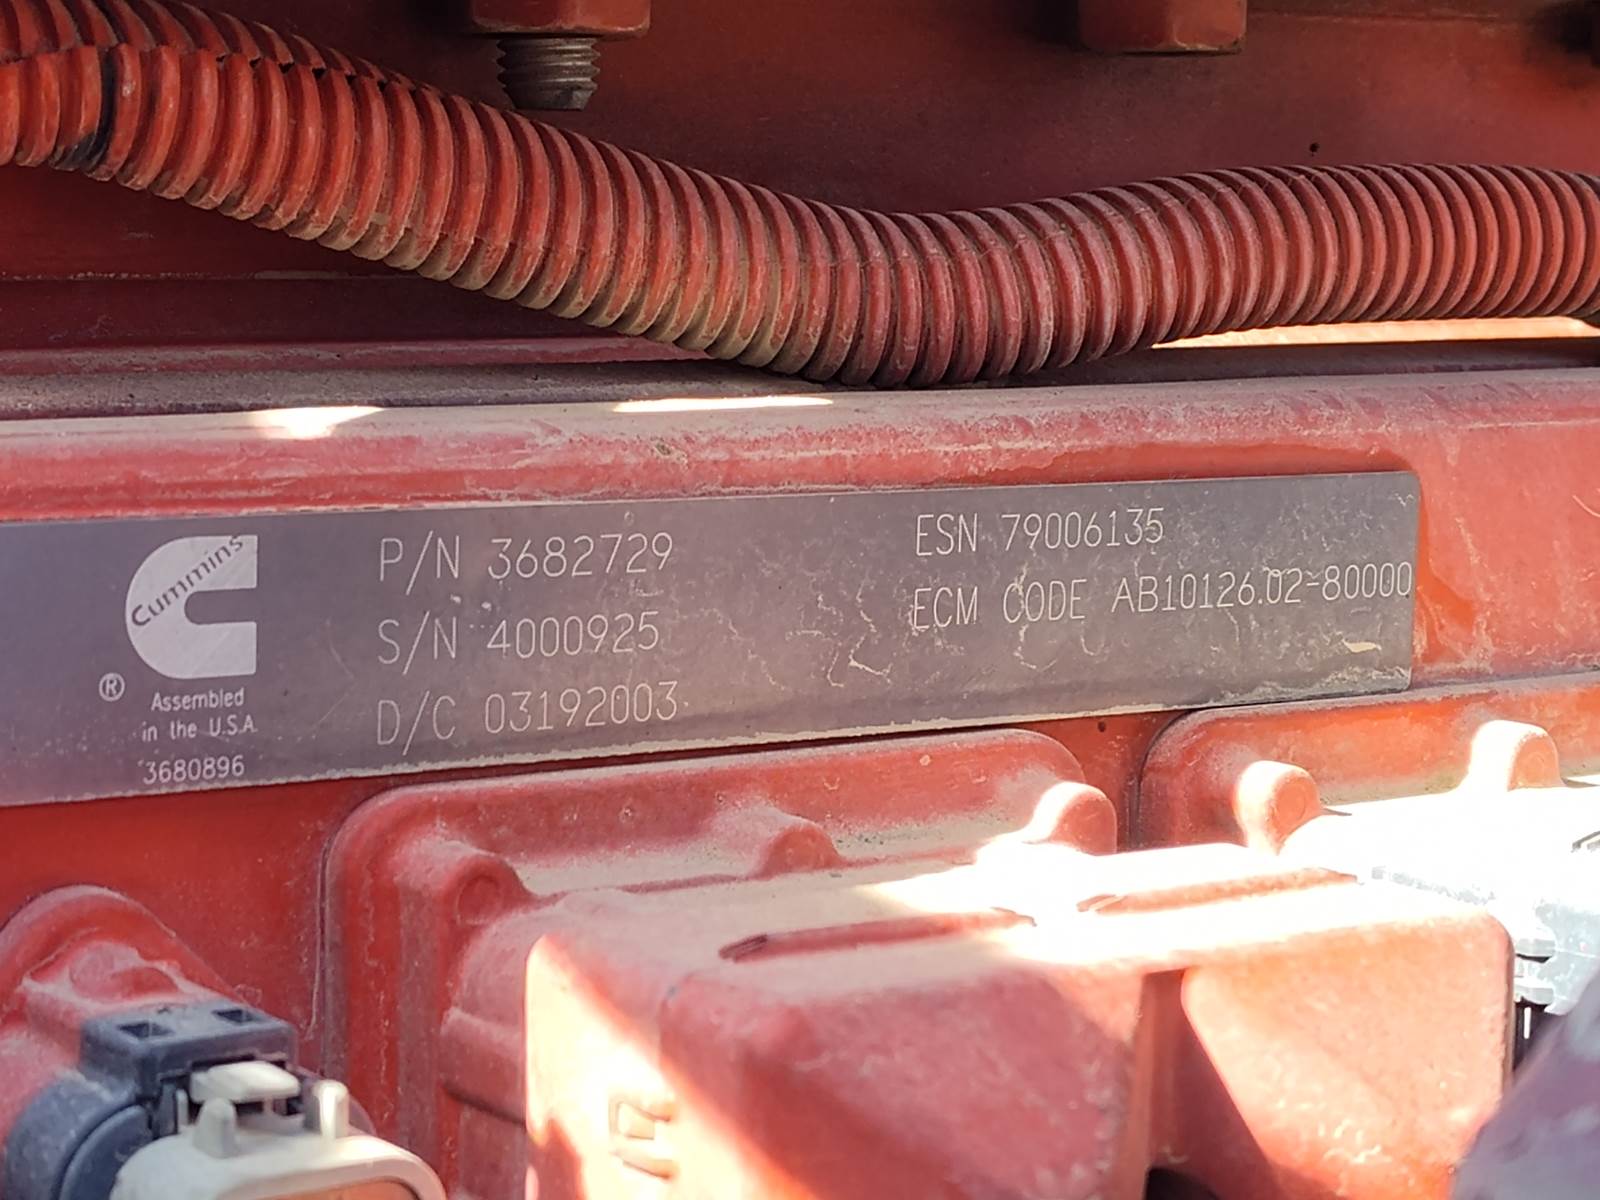 Cummins
®
Assembled
in the U.S.A.
3680896
P/N 3682729
S/N 4000925
D/C 03192003
ESN 79006135
ECM CODE AB10126.02-80000